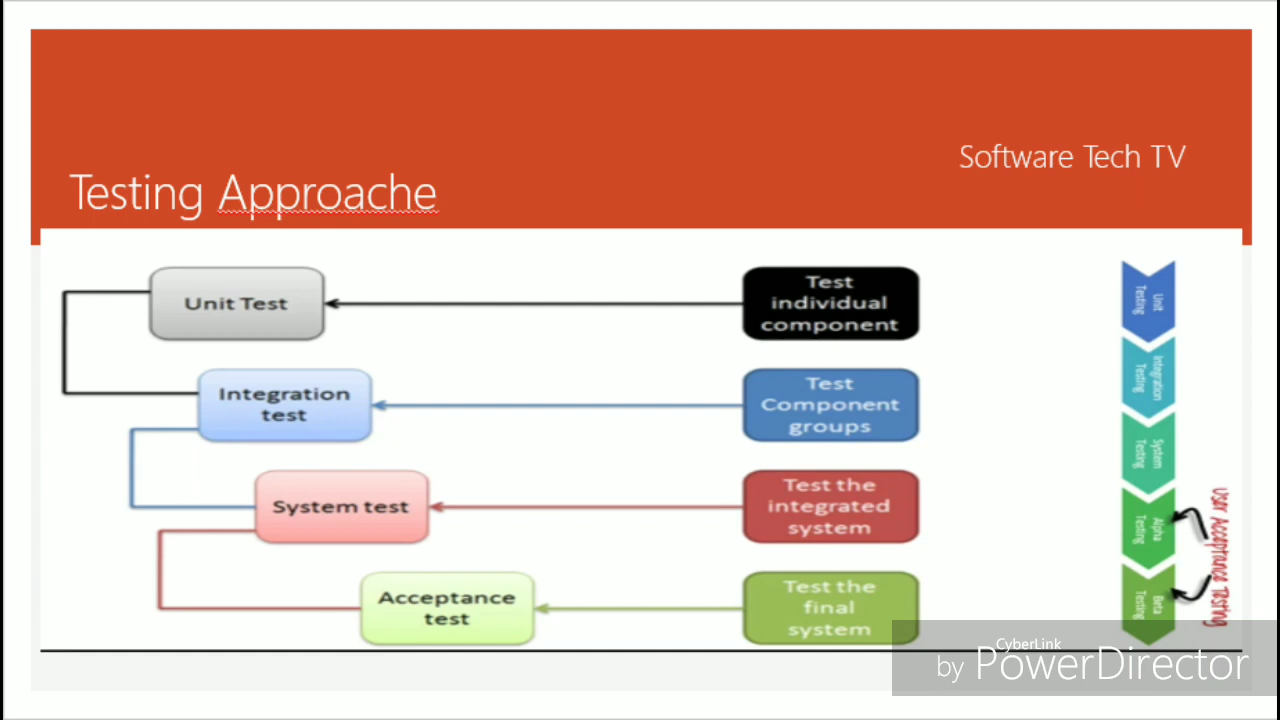 Software Tech TV
Testing Approache
Unit Test
Test
individual
component
Integration
test
Test
Component
groups
System test
Test the
integrated
system
Acceptance
test
Test the
final
system
Unit
Testing
Integration
Testing
System
Testing
Alpha
Testing
Beta
Testing
User Acceptance Testing
CyberLink
by PowerDirector